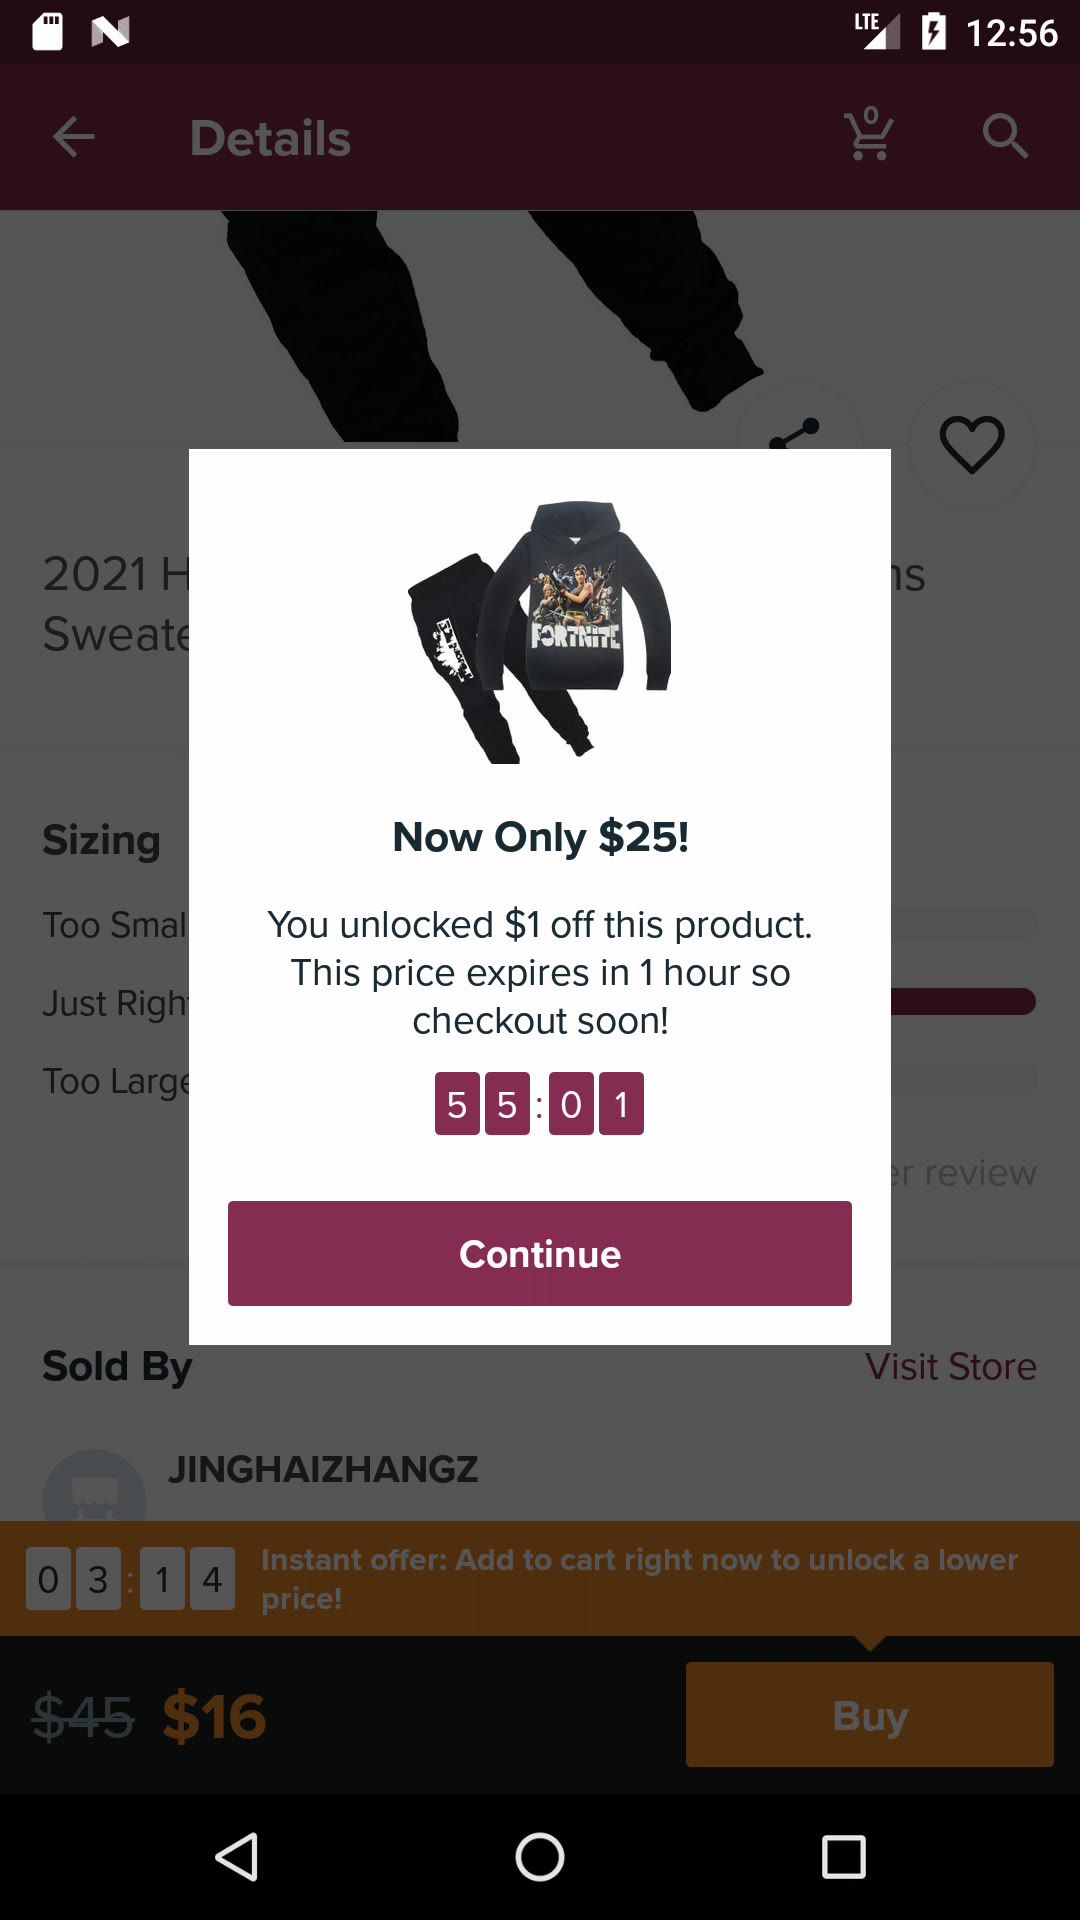 LTE 12:56
Details 0
2021 H ns
Sweate
FORTNITE
Now Only $25!
Sizing
You unlocked $1 off this product.
Too Smal
This price expires in 1 hour so
Just Righ
checkout soon!
Too Large
5 5 : 0 1
er review
Continue
Sold By Visit Store
JINGHAIZHANGZ
0 3 : 1 4 Instant offer: Add to cart right now to unlock a lower
price!
$45 $16 Buy